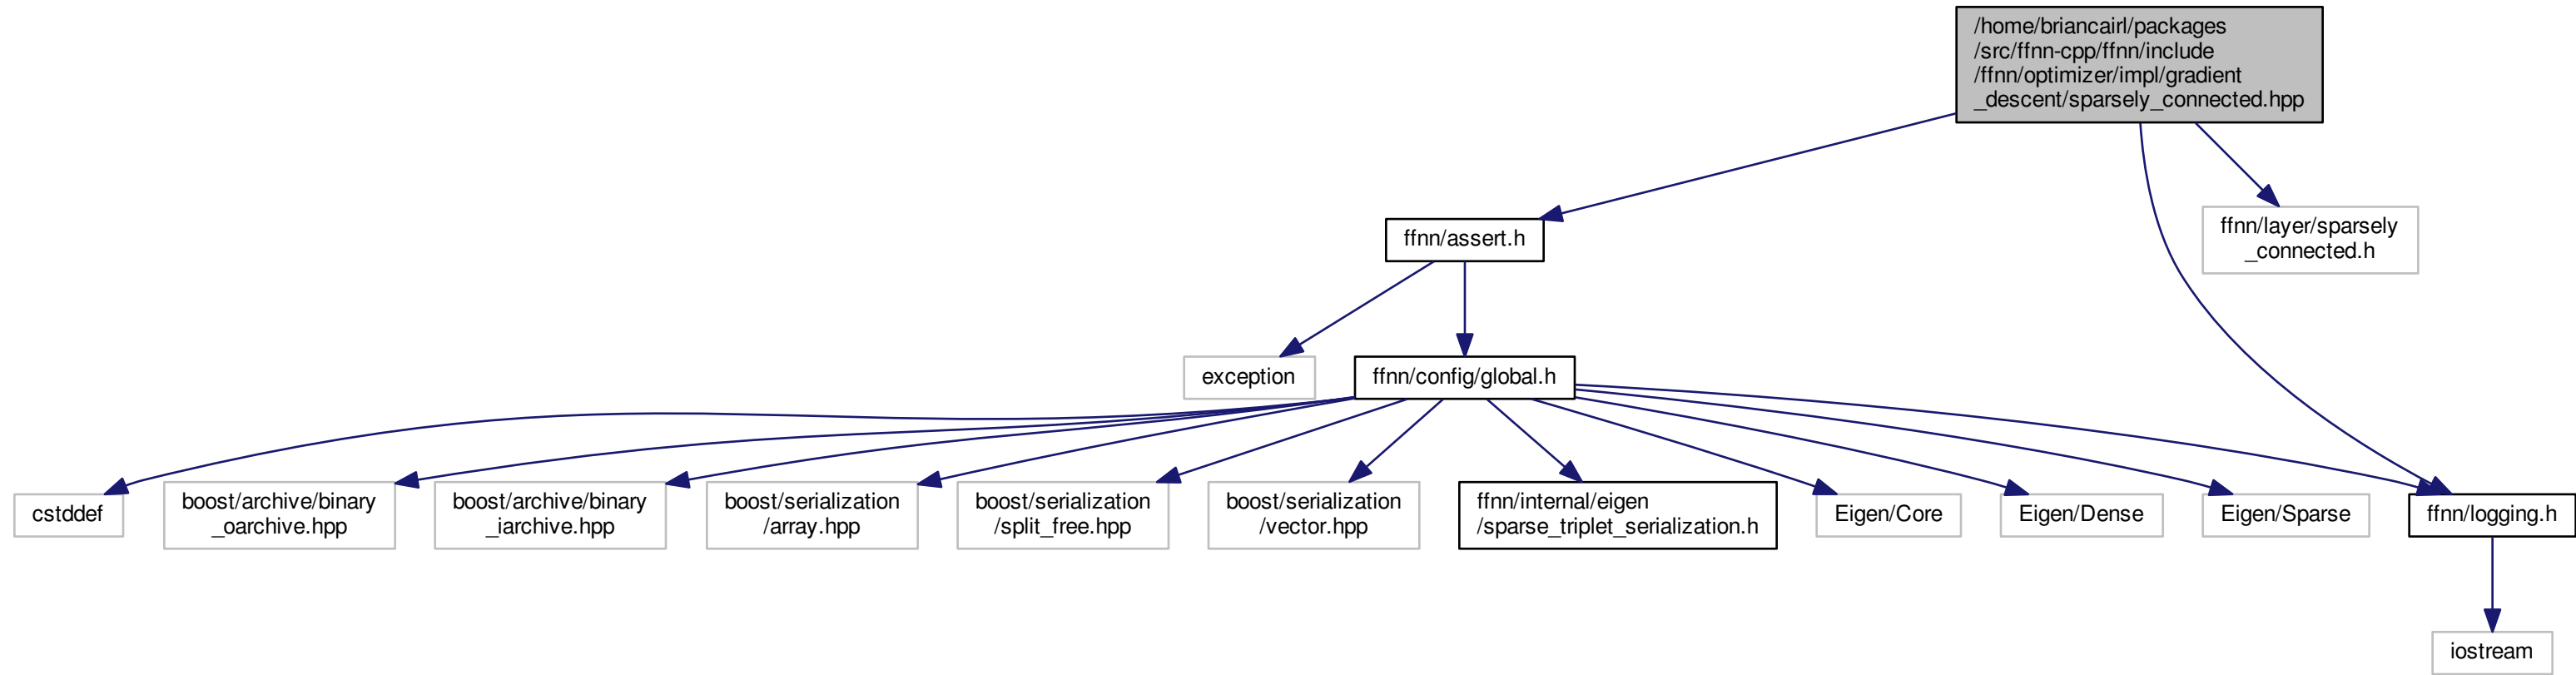 /home/briancairl/packages
/src/ffnn-cpp/ffnn/include
/ffnn/optimizer/impl/gradient
_descent/sparsely_connected.hpp
ffnn/assert.h
ffnn/layer/sparsely
_connected.h
exception
ffnn/config/global.h
cstddef
boost/archive/binary
_oarchive.hpp
boost/archive/binary
_iarchive.hpp
boost/serialization
/array.hpp
boost/serialization
/split_free.hpp
boost/serialization
/vector.hpp
ffnn/internal/eigen
/sparse_triplet_serialization.h
Eigen/Core
Eigen/Dense
Eigen/Sparse
ffnn/logging.h
iostream